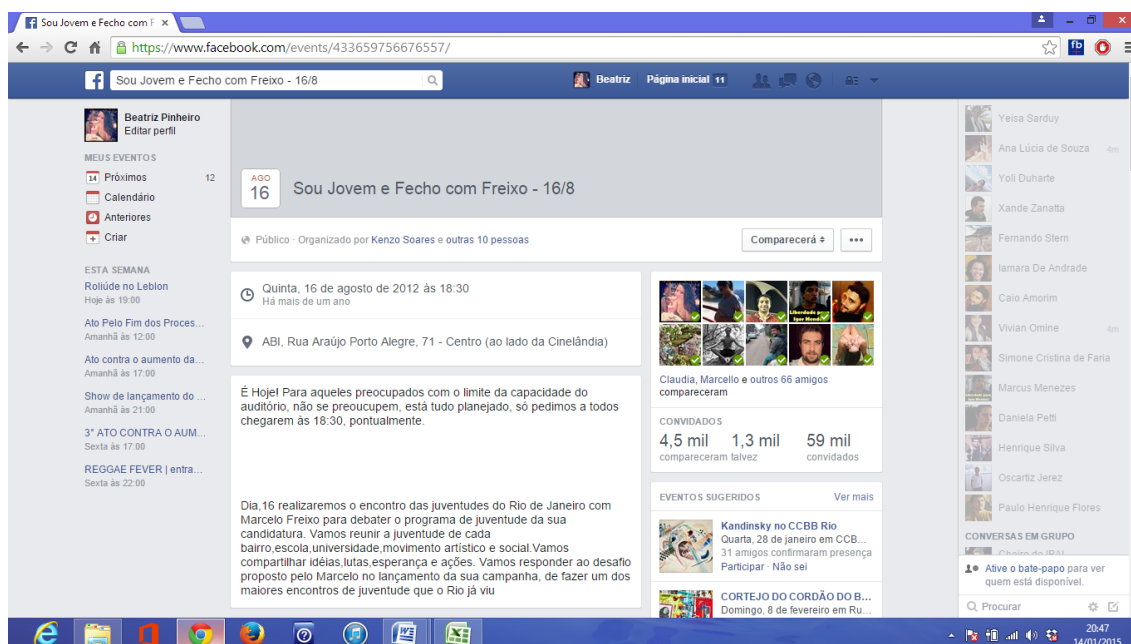 Sou Jovem e Fecho com F
https://www.facebook.com/events/433659756676557/
Sou Jovem e Fecho com Freixo - 16/8
Beatriz
Página inicial 11
Beatriz Pinheiro
Editar perfil
MEUS EVENTOS
14 Próximos 12
Calendário
Anteriores
Criar
ESTA SEMANA
Roliúde no Leblon
Hoje às 19:00
Ato Pelo Fim dos Proces...
Amanhã às 12:00
Ato contra o aumento da...
Amanhã às 17:00
Show de lançamento do ...
Amanhã às 21:00
3° ATO CONTRA O AUM...
Sexta às 17:00
REGGAE FEVER | entra...
Sexta às 22:00
AGO
16
Sou Jovem e Fecho com Freixo - 16/8
Público · Organizado por Kenzo Soares e outras 10 pessoas
Comparecerá
Quinta, 16 de agosto de 2012 às 18:30
Há mais de um ano
ABI, Rua Araújo Porto Alegre, 71 - Centro (ao lado da Cinelândia)
É Hoje! Para aqueles preocupados com o limite da capacidade do
auditório, não se preoucupem, está tudo planejado, só pedimos a todos
chegarem às 18:30, pontualmente.
Dia,16 realizaremos o encontro das juventudes do Rio de Janeiro com
Marcelo Freixo para debater o programa de juventude da sua
candidatura. Vamos reunir a juventude de cada
bairro,escola,universidade,movimento artístico e social.Vamos
compartilhar idéias,lutas,esperança e ações. Vamos responder ao desafio
proposto pelo Marcelo no lançamento da sua campanha, de fazer um dos
maiores encontros de juventude que o Rio já viu
Claudia, Marcello e outros 66 amigos
compareceram
CONVIDADOS
4,5 mil 1,3 mil 59 mil
compareceram talvez convidados
EVENTOS SUGERIDOS Ver mais
Kandinsky no CCBB Rio
Quarta, 28 de janeiro em CCB...
31 amigos confirmaram presença
Participar · Não sei
CORTEJO DO CORDÃO DO B...
Domingo, 8 de fevereiro em Ru...
Yeisa Sarduy
Ana Lúcia de Souza 4m
Yoli Duharte
Xande Zanatta
Fernando Stern
Iamara De Andrade
Caio Amorim
Vivian Omine 4m
Simone Cristina de Faria
Marcus Menezes
Daniela Petti
Henrique Silva
Oscartiz Jerez
Paulo Henrique Flores
CONVERSAS EM GRUPO
Ative o bate-papo para ver
quem está disponível.
Procurar
20:47
14/01/2015